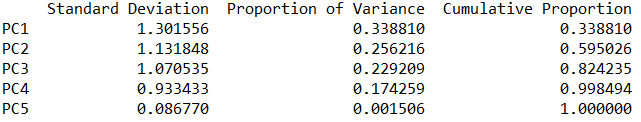 Standard Deviation Proportion of Variance Cumulative Proportion
PC1 1.301556 0.338810 0.338810
PC2 1.131848 0.256216 0.595026
PC3 1.070535 0.229209 0.824235
PC4 0.933433 0.174259 0.998494
PC5 0.086770 0.001506 1.000000